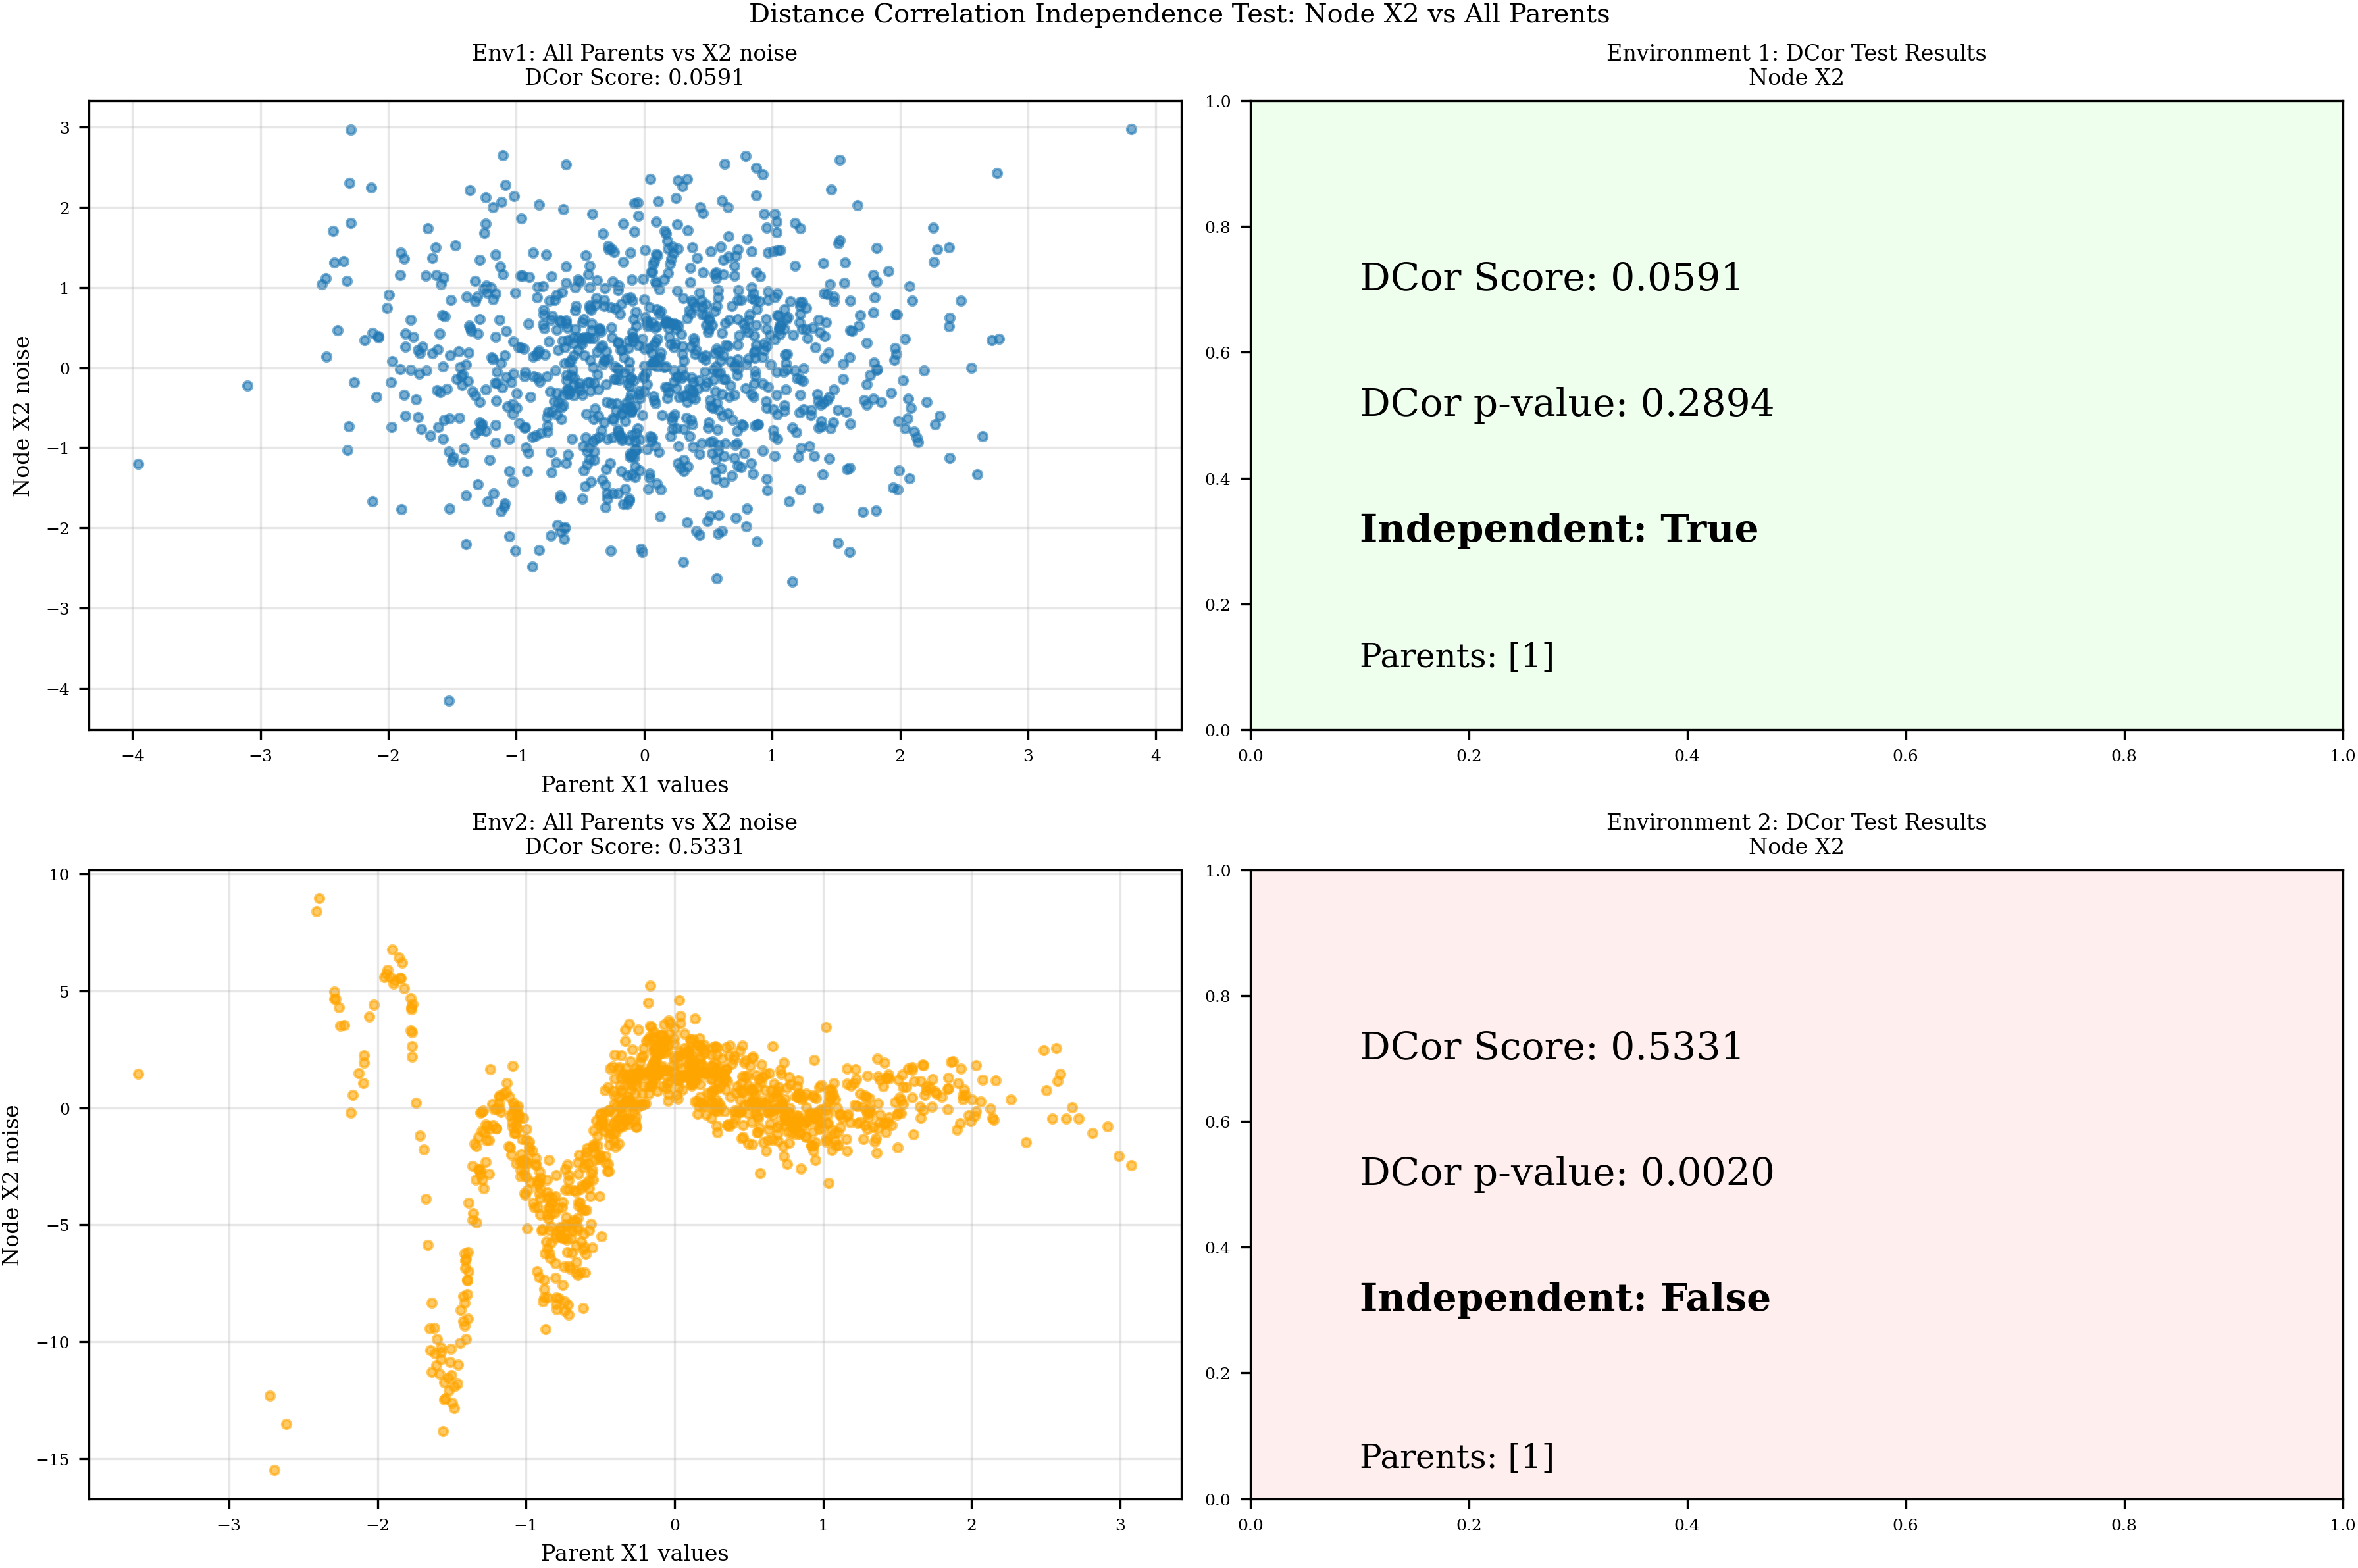 Distance Correlation Independence Test: Node X2 vs All Parents
Env1: All Parents vs X2 noise
DCor Score: 0.0591
Node X2 noise
3
2
1
0
−1
−2
−3
−4
−4 −3 −2 −1 0 1 2 3 4
Parent X1 values
Environment 1: DCor Test Results
Node X2
1.0
0.8
0.6
0.4
0.2
0.0
DCor Score: 0.0591
DCor p-value: 0.2894
Independent: True
Parents: [1]
0.0 0.2 0.4 0.6 0.8 1.0
Env2: All Parents vs X2 noise
DCor Score: 0.5331
Node X2 noise
10
5
0
−5
−10
−15
−3 −2 −1 0 1 2 3
Parent X1 values
Environment 2: DCor Test Results
Node X2
1.0
0.8
0.6
0.4
0.2
0.0
DCor Score: 0.5331
DCor p-value: 0.0020
Independent: False
Parents: [1]
0.0 0.2 0.4 0.6 0.8 1.0